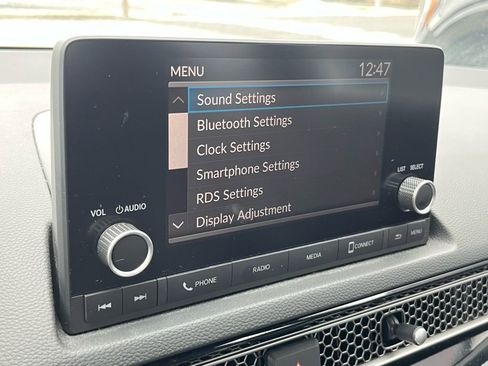 MENU 12:47
Sound Settings
Bluetooth Settings
Clock Settings
Smartphone Settings
RDS Settings
Display Adjustment
VOL AUDIO
LIST SELECT
PHONE RADIO MEDIA CONNECT MENU